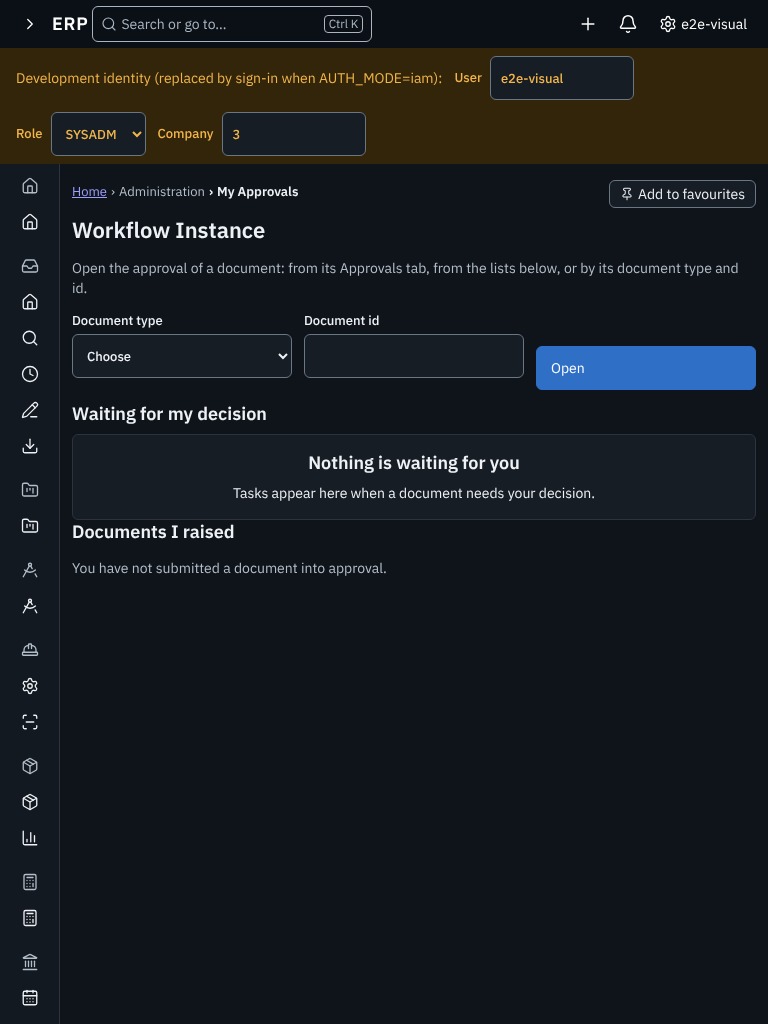 ERP
Search or go to...
Ctrl K
e2e-visual
Development identity (replaced by sign-in when AUTH_MODE=iam):
User
e2e-visual
Role
SYSADM
Company
3
Home › Administration › My Approvals
Add to favourites
Workflow Instance
Open the approval of a document: from its Approvals tab, from the lists below, or by its document type and
id.
Document type
Document id
Choose
Open
Waiting for my decision
Nothing is waiting for you
Tasks appear here when a document needs your decision.
Documents I raised
You have not submitted a document into approval.